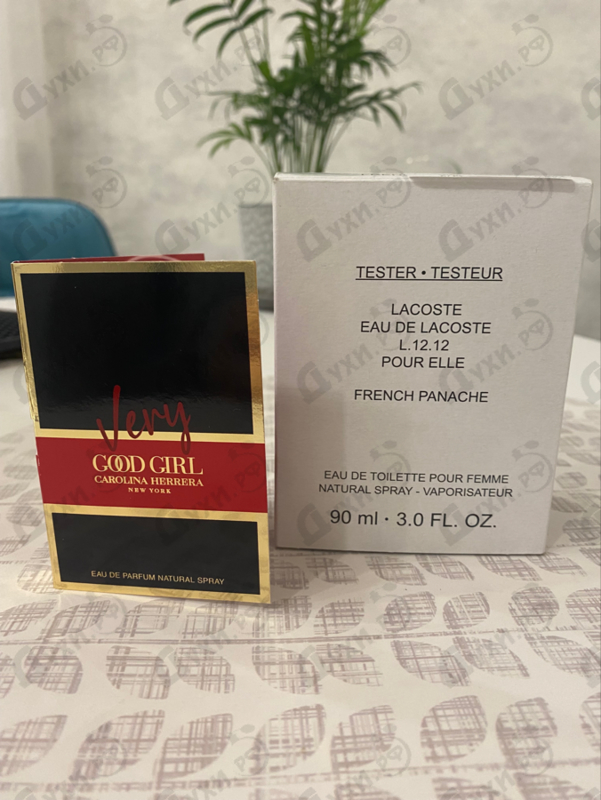 Very
GOOD GIRL
CAROLINA HERRERA
NEW YORK
EAU DE PARFUM NATURAL SPRAY
TESTER • TESTEUR
LACOSTE
EAU DE LACOSTE
L.12.12
POUR ELLE
FRENCH PANACHE
EAU DE TOILETTE POUR FEMME
NATURAL SPRAY - VAPORISATEUR
90 ml · 3.0 FL. OZ.
Духи.рф